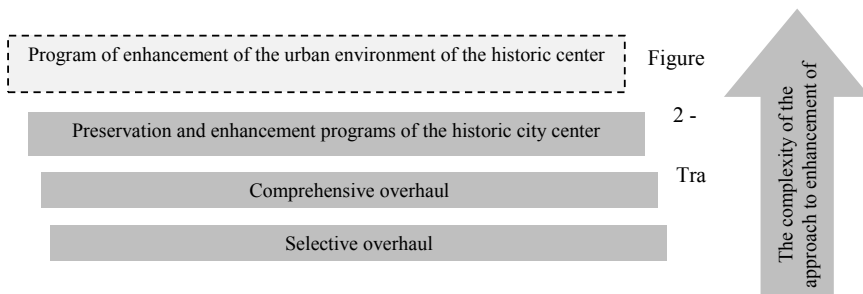 Program of enhancement of the urban environment of the historic center
Figure
2 -
Preservation and enhancement programs of the historic city center
Tra
Comprehensive overhaul
Selective overhaul
The complexity of the
approach to enhancement of